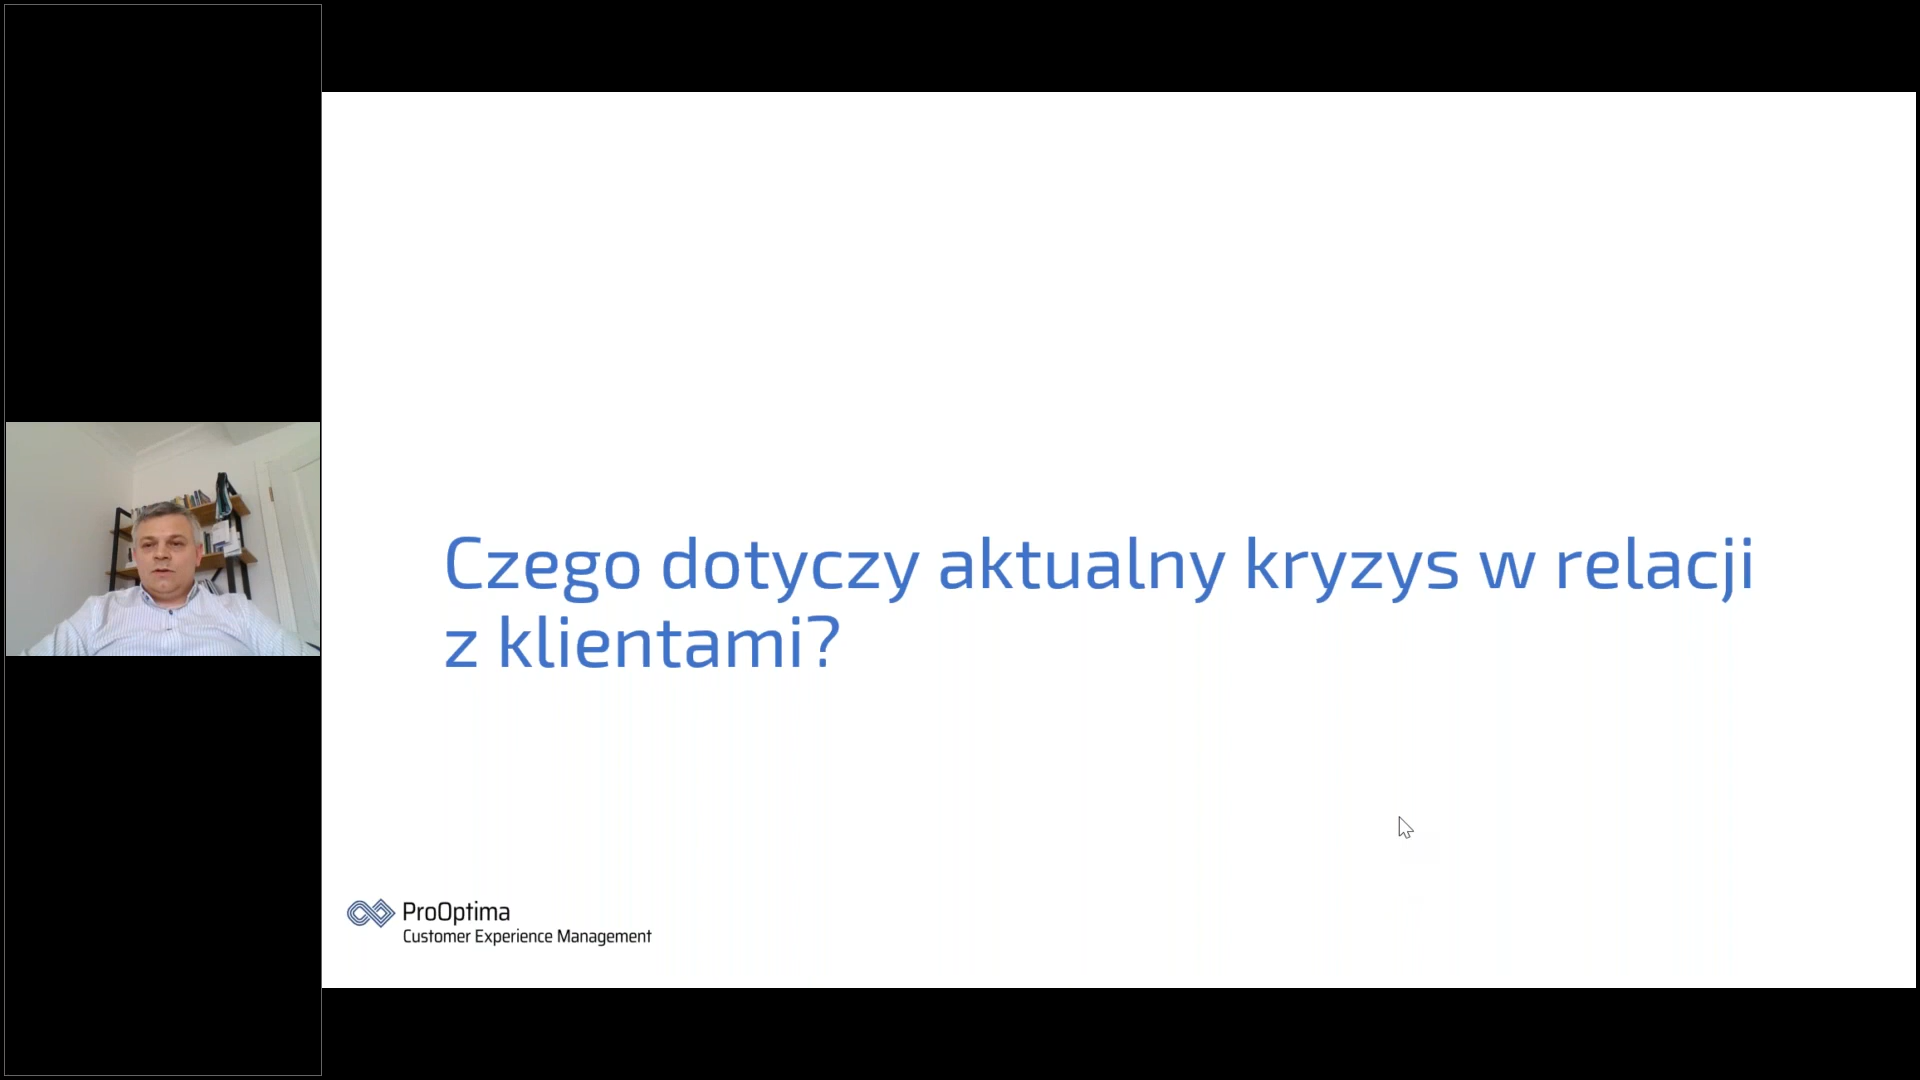 Czego dotyczy aktualny kryzys w relacji
z klientami?
ProOptima
Customer Experience Management